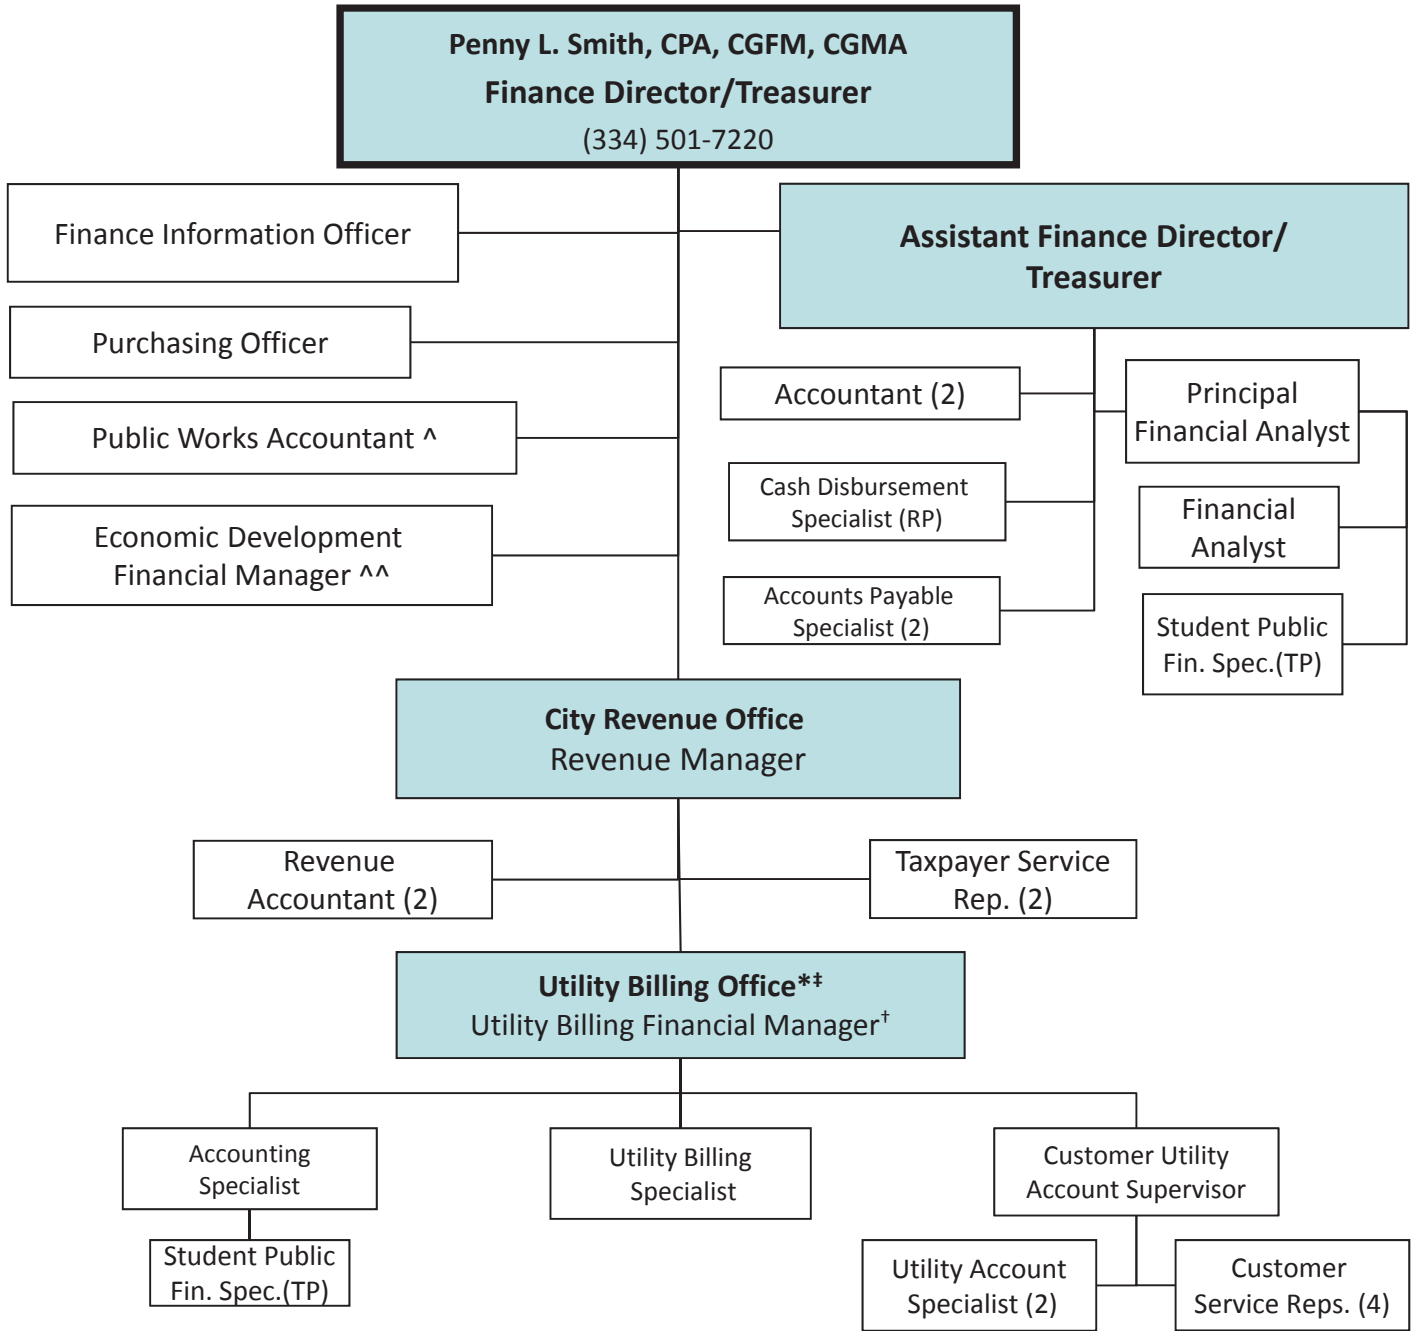 Penny L. Smith, CPA, CGFM, CGMA
Finance Director/Treasurer
(334) 501-7220
Finance Information Officer
Purchasing Officer
Public Works Accountant ^
Economic Development
Financial Manager ^^
Assistant Finance Director/
Treasurer
Accountant (2)
Cash Disbursement
Specialist (RP)
Accounts Payable
Specialist (2)
Principal
Financial Analyst
Financial
Analyst
Student Public
Fin. Spec.(TP)
City Revenue Office
Revenue Manager
Revenue
Accountant (2)
Taxpayer Service
Rep. (2)
Utility Billing Office*‡
Utility Billing Financial Manager†
Accounting
Specialist
Student Public
Fin. Spec.(TP)
Utility Billing
Specialist
Customer Utility
Account Supervisor
Utility Account
Specialist (2)
Customer
Service Reps. (4)